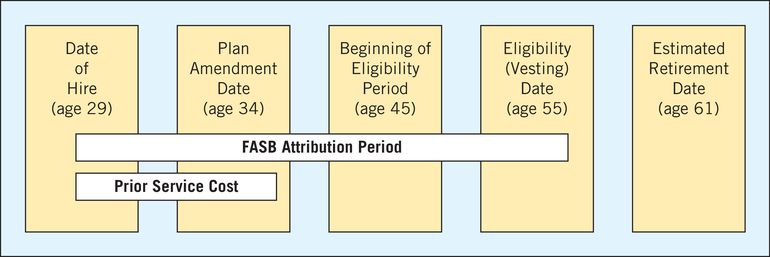 Date
of
Hire
(age 29)
Plan
Amendment
Date
(age 34)
Beginning of
Eligibility
Period
(age 45)
Eligibility
(Vesting)
Date
(age 55)
Estimated
Retirement
Date
(age 61)
FASB Attribution Period
Prior Service Cost